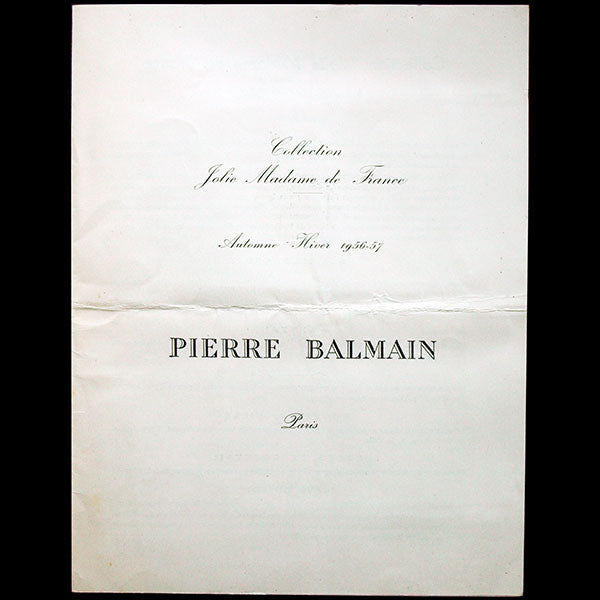 Collection
Jolie Madame de France
Automne - Hiver 1956-57
PIERRE BALMAIN
Paris